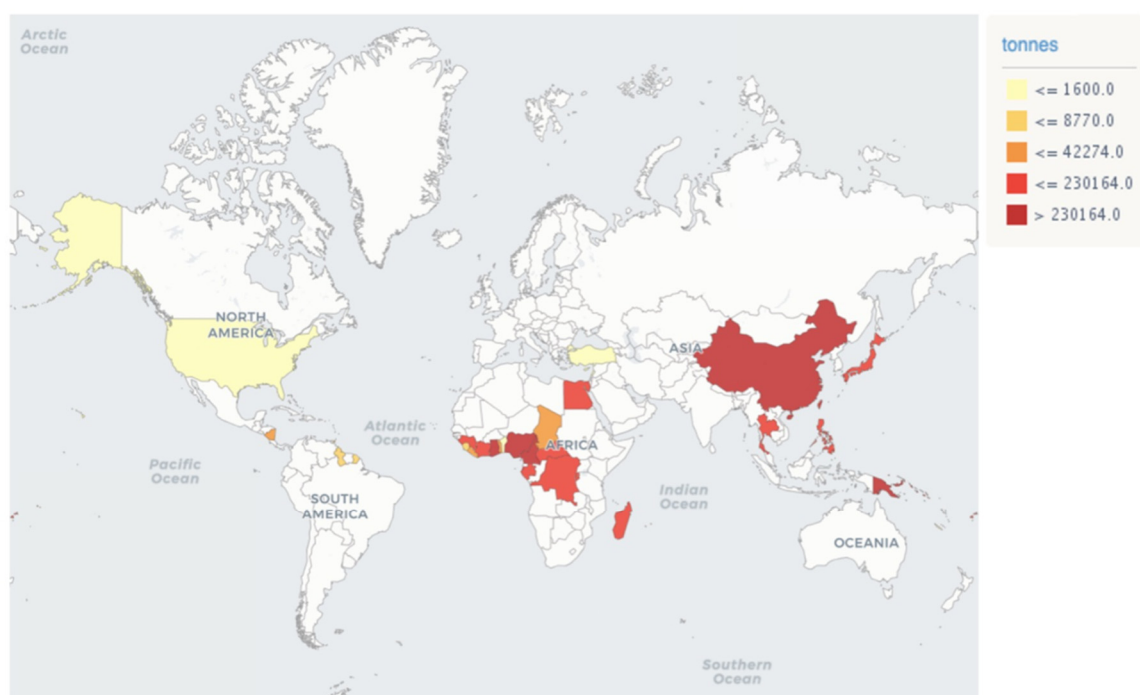 Arctic
Ocean
tonnes
<= 1600.0
<= 8770.0
<= 42274.0
<= 230164.0
> 230164.0
NORTH
AMERICA
ASIA
Atlantic
Ocean
AFRICA
Pacific
Ocean
SOUTH
AMERICA
Indian
Ocean
OCEANIA
Southern
Ocean